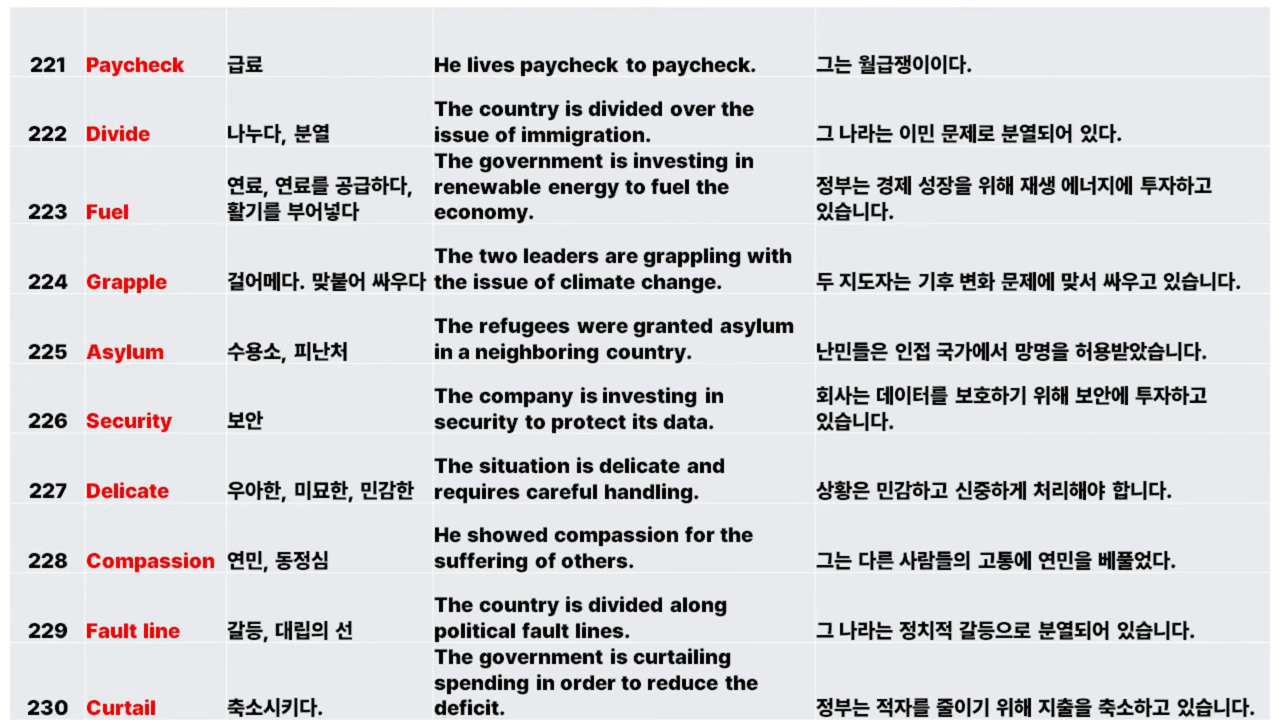 221 Paycheck 급료 He lives paycheck to paycheck. 그는 월급쟁이이다.
The country is divided over the
222 Divide 나누다, 분열 issue of immigration. 그 나라는 이민 문제로 분열되어 있다.
The government is investing in
연료, 연료를 공급하다, renewable energy to fuel the 정부는 경제 성장을 위해 재생 에너지에 투자하고
223 Fuel 활기를 부어넣다 economy. 있습니다.
The two leaders are grappling with
224 Grapple 걸어메다. 맞붙어 싸우다 the issue of climate change. 두 지도자는 기후 변화 문제에 맞서 싸우고 있습니다.
The refugees were granted asylum
225 Asylum 수용소, 피난처 in a neighboring country. 난민들은 인접 국가에서 망명을 허용받았습니다.
The company is investing in 회사는 데이터를 보호하기 위해 보안에 투자하고
226 Security 보안 security to protect its data. 있습니다.
The situation is delicate and
227 Delicate 우아한, 미묘한, 민감한 requires careful handling. 상황은 민감하고 신중하게 처리해야 합니다.
He showed compassion for the
228 Compassion 연민, 동정심 suffering of others. 그는 다른 사람들의 고통에 연민을 베풀었다.
The country is divided along
229 Fault line 갈등, 대립의 선 political fault lines. 그 나라는 정치적 갈등으로 분열되어 있습니다.
The government is curtailing
spending in order to reduce the
230 Curtail 축소시키다. deficit. 정부는 적자를 줄이기 위해 지출을 축소하고 있습니다.